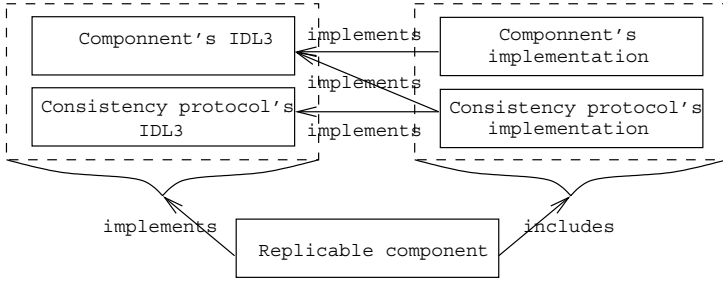 Componnent's IDL3
implements
Componnent's
implementation
implements
Consistency protocol's
IDL3
implements
Consistency protocol's
implementation
implements
includes
Replicable component